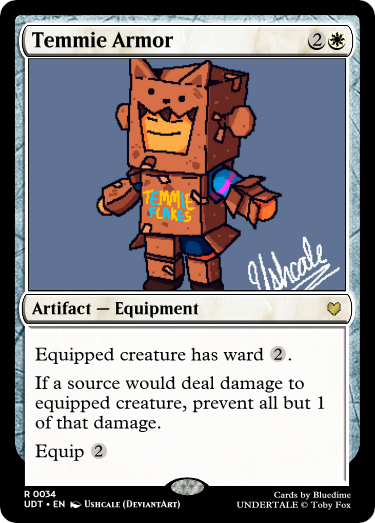 Temmie Armor 2
TEMMIE
FLAKES
Ushcale
Artifact — Equipment
Equipped creature has ward 2.
If a source would deal damage to
equipped creature, prevent all but 1
of that damage.
Equip 2
R 0034
Cards by Bluedime
UDT • EN Ushcale (DeviantArt)
UNDERTALE © Toby Fox